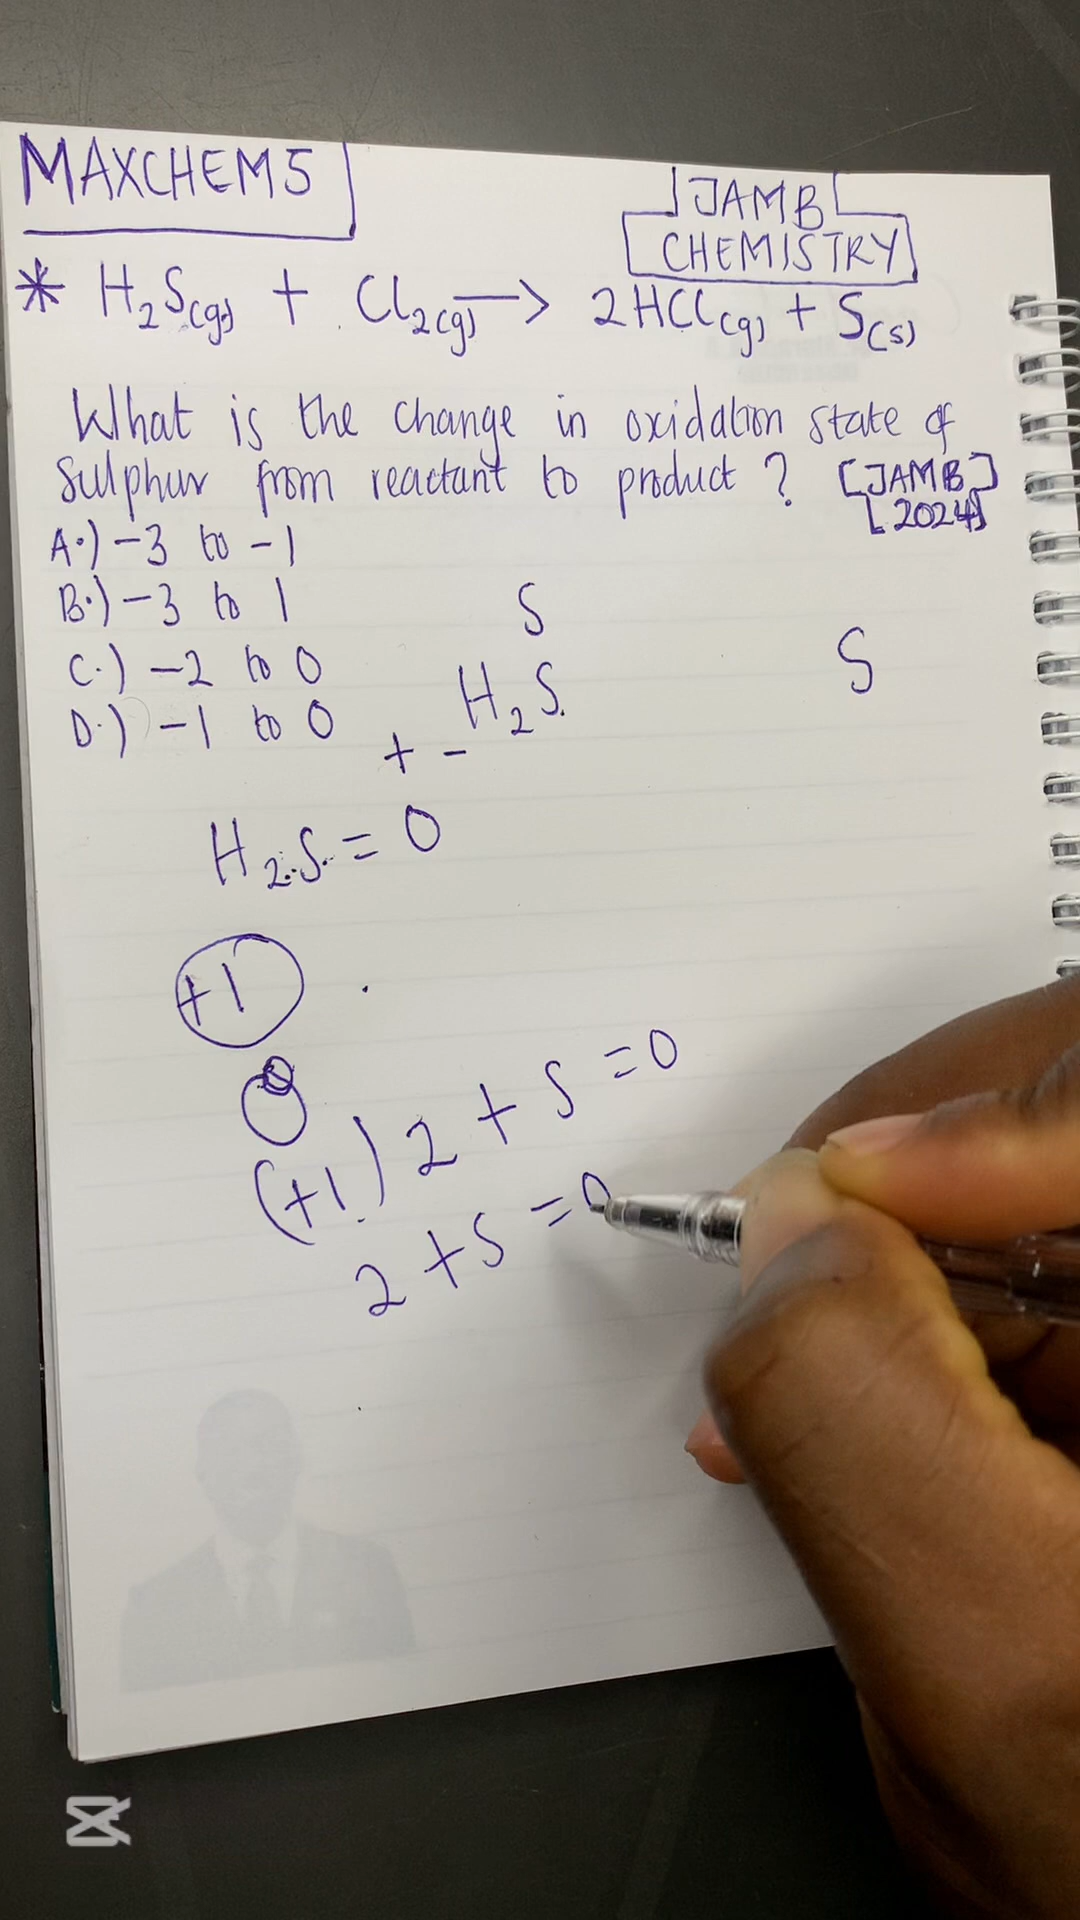 MAXCHEM5
JAMB
CHEMISTRY
* H₂S(g) + Cl₂(g) → 2HCl(g) + S(s)
What is the change in oxidation state of
Sulphur from reactant to product ? [JAMB]
[2024]
A.) -3 to -1
B.) -3 to 1
C.) -2 to 0
D.) -1 to 0
S
H₂S
S
+ -
H₂S = 0
+1
0
(+1) 2 + S = 0
2 + S = 0